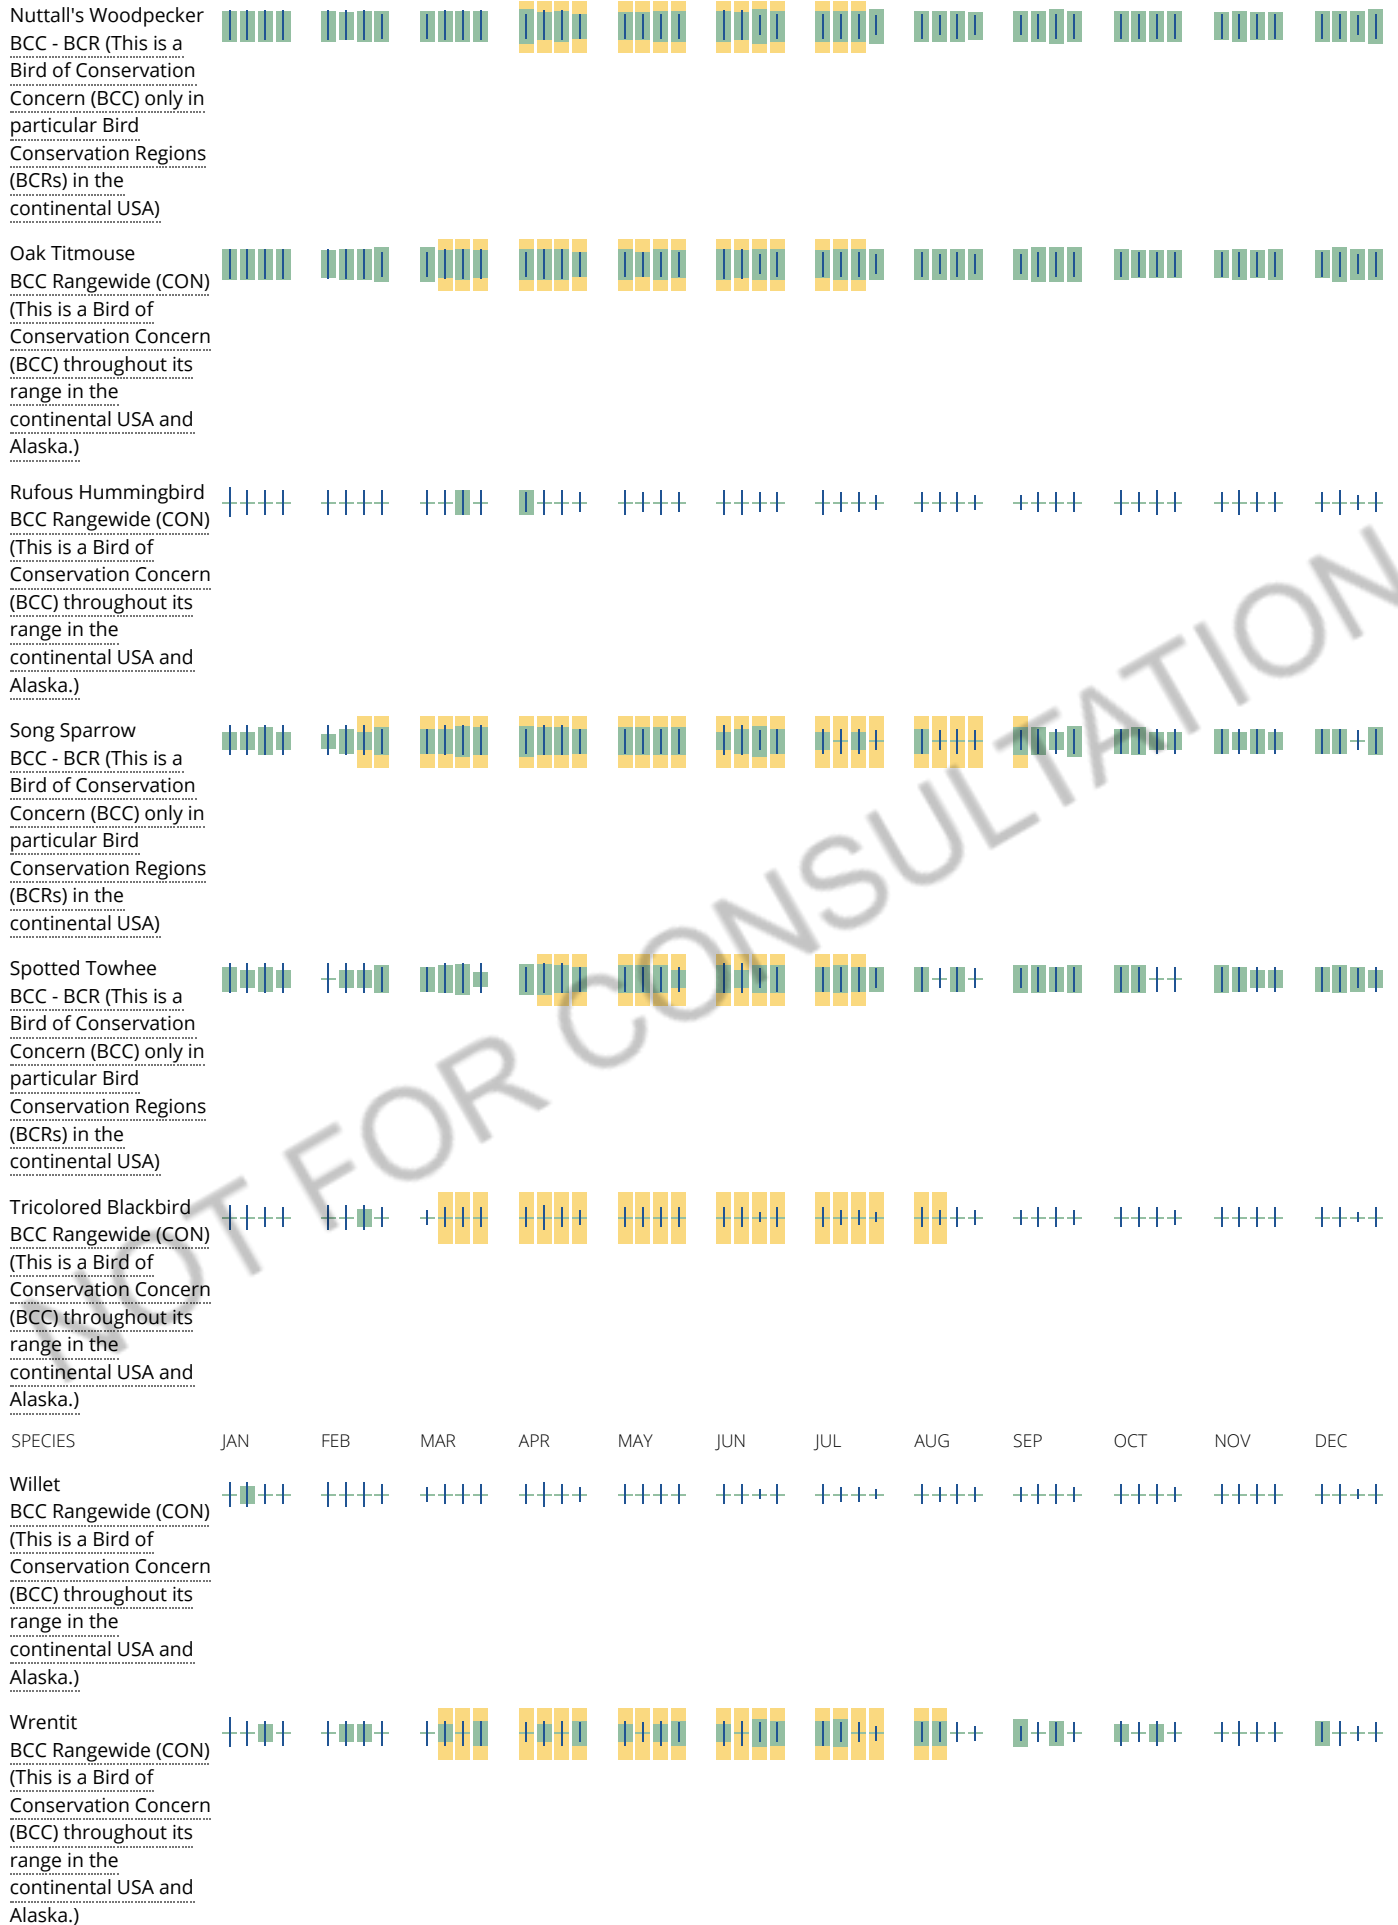 Nuttall's Woodpecker
BCC - BCR (This is a
Bird of Conservation
Concern (BCC) only in
particular Bird
Conservation Regions
(BCRs) in the
continental USA)
Oak Titmouse
BCC Rangewide (CON)
(This is a Bird of
Conservation Concern
(BCC) throughout its
range in the
continental USA and
Alaska.)
Rufous Hummingbird
BCC Rangewide (CON)
(This is a Bird of
Conservation Concern
(BCC) throughout its
range in the
continental USA and
Alaska.)
Song Sparrow
BCC - BCR (This is a
Bird of Conservation
Concern (BCC) only in
particular Bird
Conservation Regions
(BCRs) in the
continental USA)
Spotted Towhee
BCC - BCR (This is a
Bird of Conservation
Concern (BCC) only in
particular Bird
Conservation Regions
(BCRs) in the
continental USA)
Tricolored Blackbird
BCC Rangewide (CON)
(This is a Bird of
Conservation Concern
(BCC) throughout its
range in the
continental USA and
Alaska.)
SPECIES JAN FEB MAR APR MAY JUN JUL AUG SEP OCT NOV DEC
Willet
BCC Rangewide (CON)
(This is a Bird of
Conservation Concern
(BCC) throughout its
range in the
continental USA and
Alaska.)
Wrentit
BCC Rangewide (CON)
(This is a Bird of
Conservation Concern
(BCC) throughout its
range in the
continental USA and
Alaska.)
NOT FOR CONSULTATION